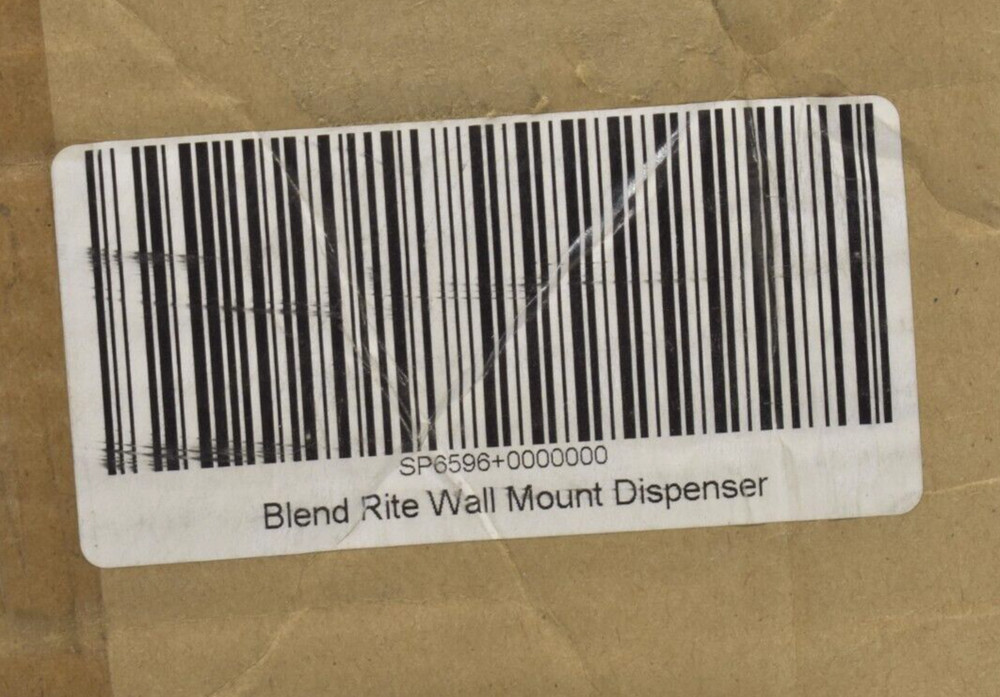 SP6596+0000000
Blend Rite Wall Mount Dispenser